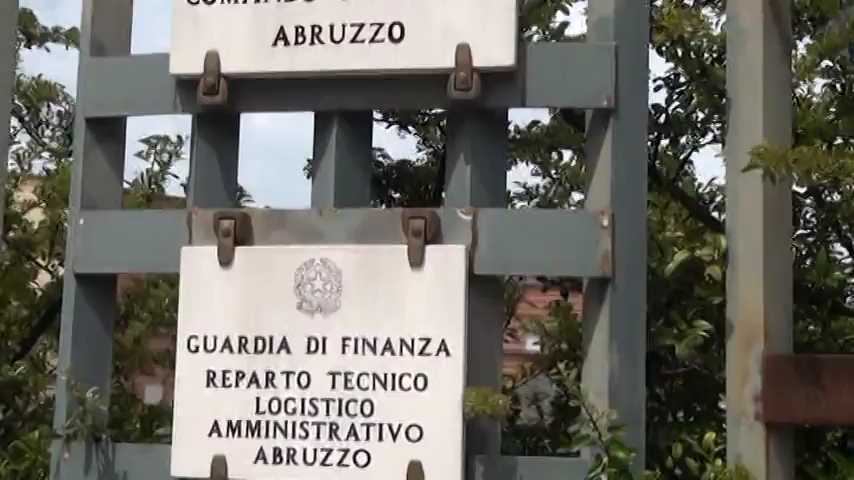 ABRUZZO
GUARDIA DI FINANZA
REPARTO TECNICO
LOGISTICO
AMMINISTRATIVO
ABRUZZO